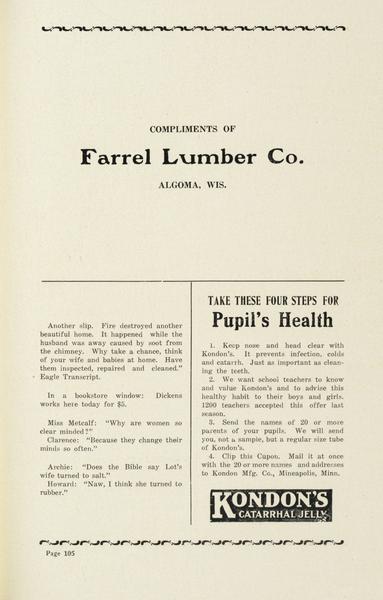 COMPLIMENTS OF
Farrel Lumber Co.
ALGOMA, WIS.
Another slip. Fire destroyed another
beautiful home. It happened while the
husband was away caused by soot from
the chimney. Why take a chance, think
of your wife and babies at home. Have
them inspected, repaired and cleaned."
Eagle Transcript.
In a bookstore window: Dickens
works here today for $5.
Miss Metcalf: "Why are women so
clear minded?"
Clarence: "Because they change their
minds so often."
Archie: "Does the Bible say Lot's
wife turned to salt."
Howard: "Naw, I think she turned to
rubber."
TAKE THESE FOUR STEPS FOR
Pupil's Health
1. Keep nose and head clear with
Kondon's. It prevents infection, colds
and catarrh. Just as important as clean-
ing the teeth.
2. We want school teachers to know
and value Kondon's and to advise this
healthy habit to their boys and girls.
1200 teachers accepted this offer last
season.
3. Send the names of 20 or more
parents of your pupils. We will send
you, not a sample, but a regular size tube
of Kondon's.
4. Clip this Cupon. Mail it at once
with the 20 or more names and addresses
to Kondon Mfg. Co., Mineapolis, Minn.
KONDON'S
CATARRHAL JELLY
Page 105